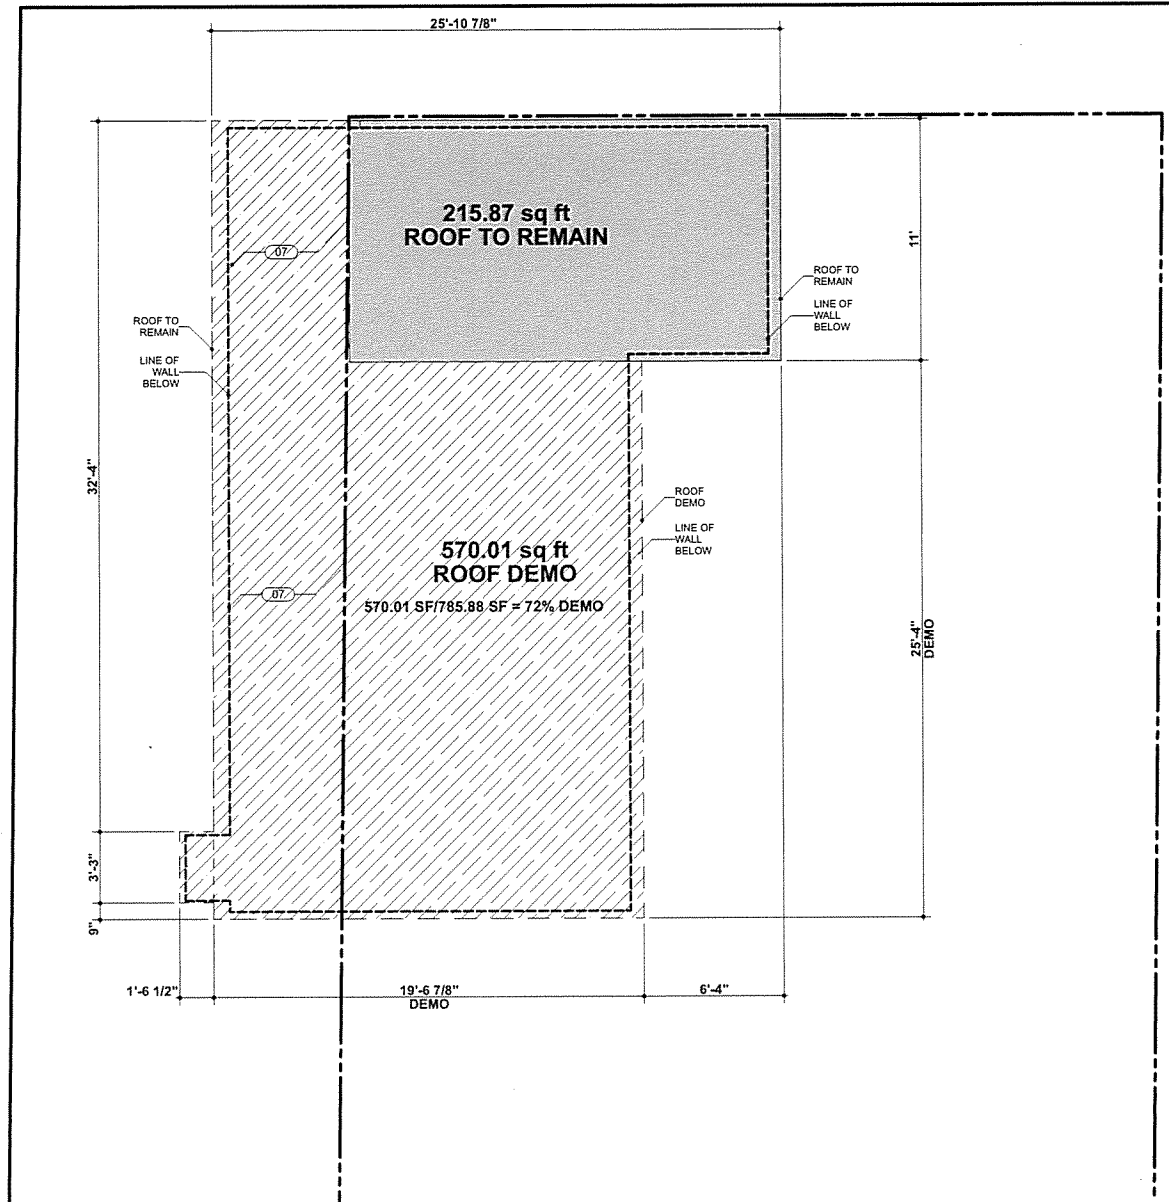 25'-10 7/8"
215.87 sq ft
ROOF TO REMAIN
07
11'
ROOF TO
REMAIN
LINE OF
WALL
BELOW
ROOF TO
REMAIN
LINE OF
WALL
BELOW
32'-4"
ROOF
DEMO
LINE OF
WALL
BELOW
570.01 sq ft
ROOF DEMO
570.01 SF/785.88 SF = 72% DEMO
07
25'-4"
DEMO
3'-3"
9"
1'-6 1/2"
19'-6 7/8"
DEMO
6'-4"